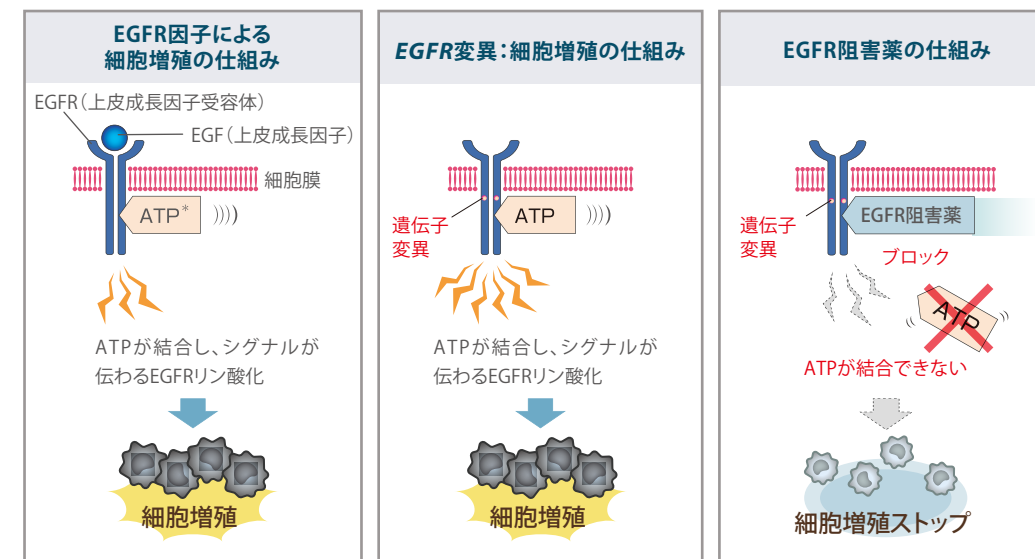 EGFR因子による
細胞増殖の仕組み
EGFR（上皮成長因子受容体）
EGF（上皮成長因子）
細胞膜
ATP*
ATPが結合し、シグナルが
伝わるEGFRリン酸化
細胞増殖
EGFR変異：細胞増殖の仕組み
遺伝子
変異
ATP
ATPが結合し、シグナルが
伝わるEGFRリン酸化
細胞増殖
EGFR阻害薬の仕組み
遺伝子
変異
EGFR阻害薬
ブロック
ATP
ATPが結合できない
細胞増殖ストップ